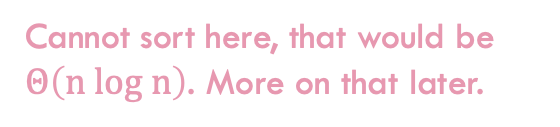 Cannot sort here, that would be
Θ(n log n). More on that later.